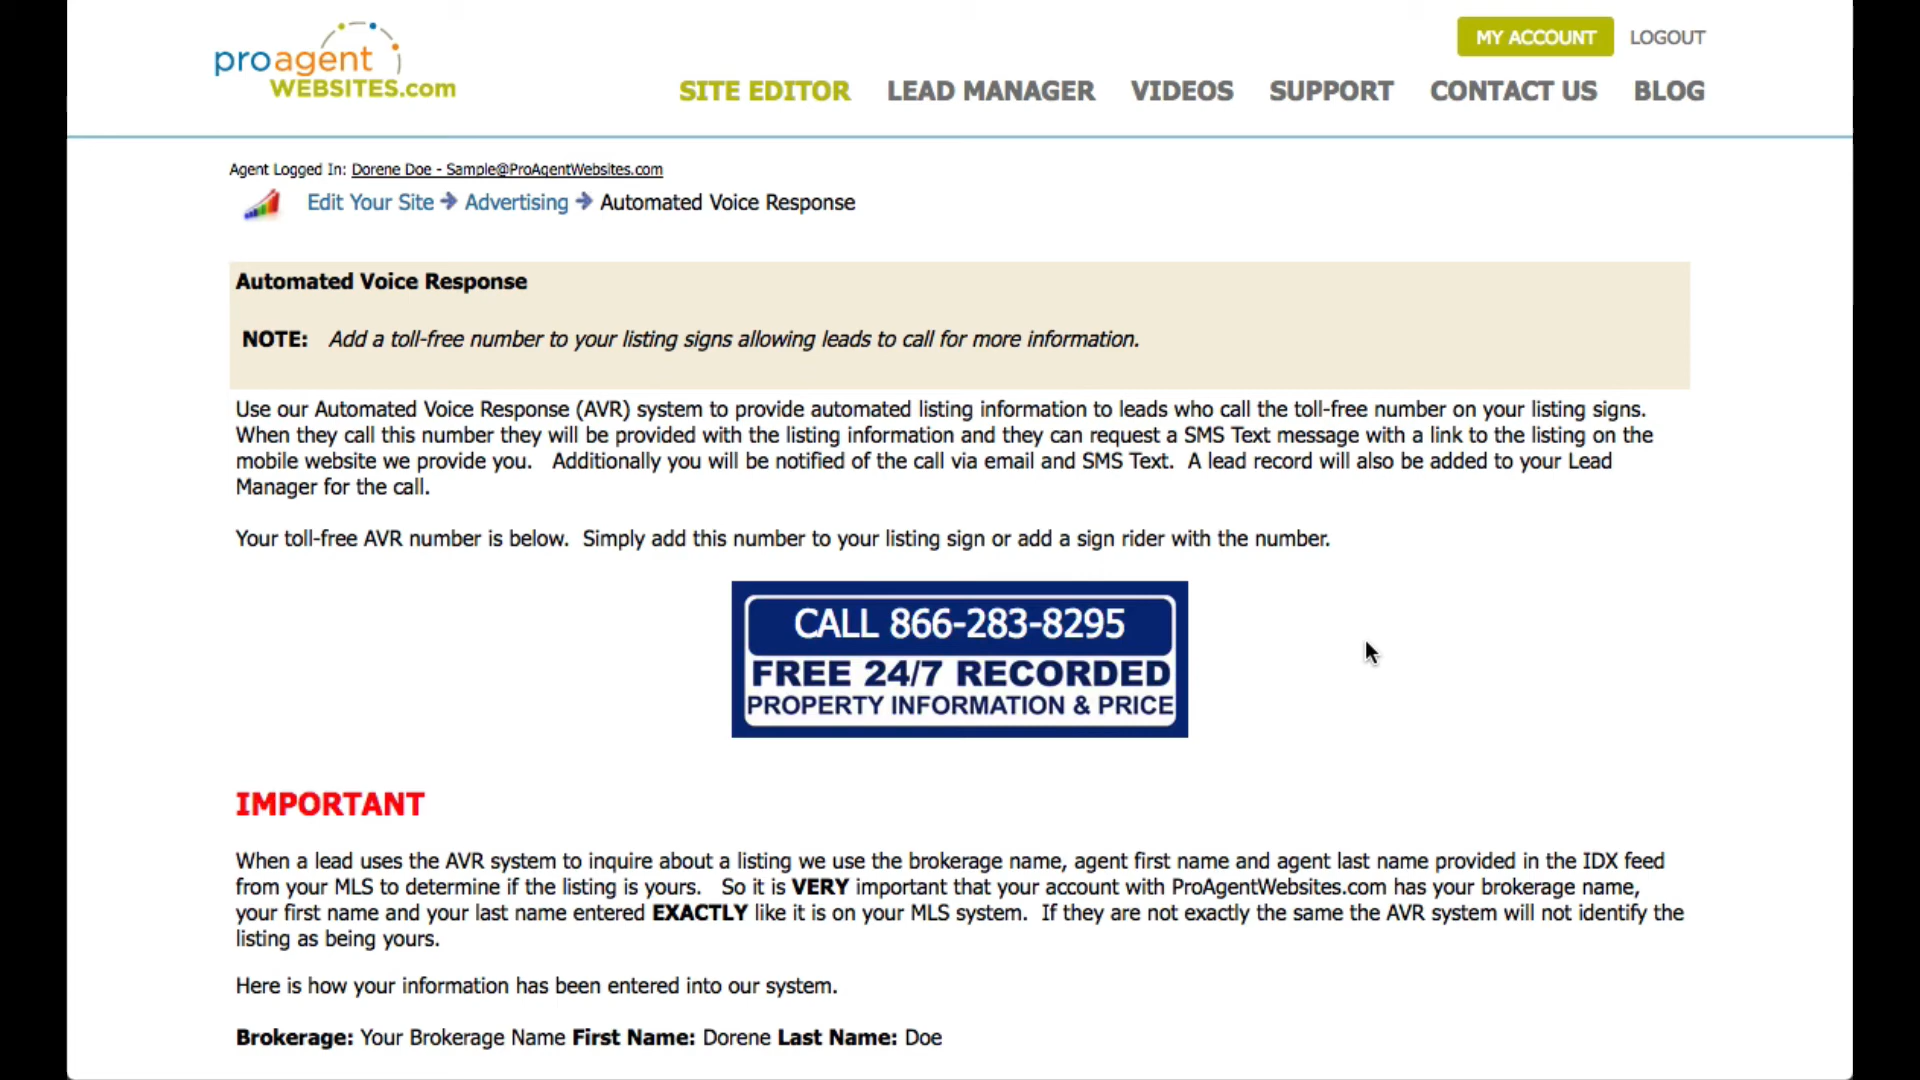 proagent
WEBSITES.com
MY ACCOUNT LOGOUT
SITE EDITOR LEAD MANAGER VIDEOS SUPPORT CONTACT US BLOG
Agent Logged In: Dorene Doe - Sample@ProAgentWebsites.com
Edit Your Site Advertising Automated Voice Response
Automated Voice Response
NOTE: Add a toll-free number to your listing signs allowing leads to call for more information.
Use our Automated Voice Response (AVR) system to provide automated listing information to leads who call the toll-free number on your listing signs.
When they call this number they will be provided with the listing information and they can request a SMS Text message with a link to the listing on the
mobile website we provide you. Additionally you will be notified of the call via email and SMS Text. A lead record will also be added to your Lead
Manager for the call.
Your toll-free AVR number is below. Simply add this number to your listing sign or add a sign rider with the number.
CALL 866-283-8295
FREE 24/7 RECORDED
PROPERTY INFORMATION & PRICE
IMPORTANT
When a lead uses the AVR system to inquire about a listing we use the brokerage name, agent first name and agent last name provided in the IDX feed
from your MLS to determine if the listing is yours. So it is VERY important that your account with ProAgentWebsites.com has your brokerage name,
your first name and your last name entered EXACTLY like it is on your MLS system. If they are not exactly the same the AVR system will not identify the
listing as being yours.
Here is how your information has been entered into our system.
Brokerage: Your Brokerage Name First Name: Dorene Last Name: Doe